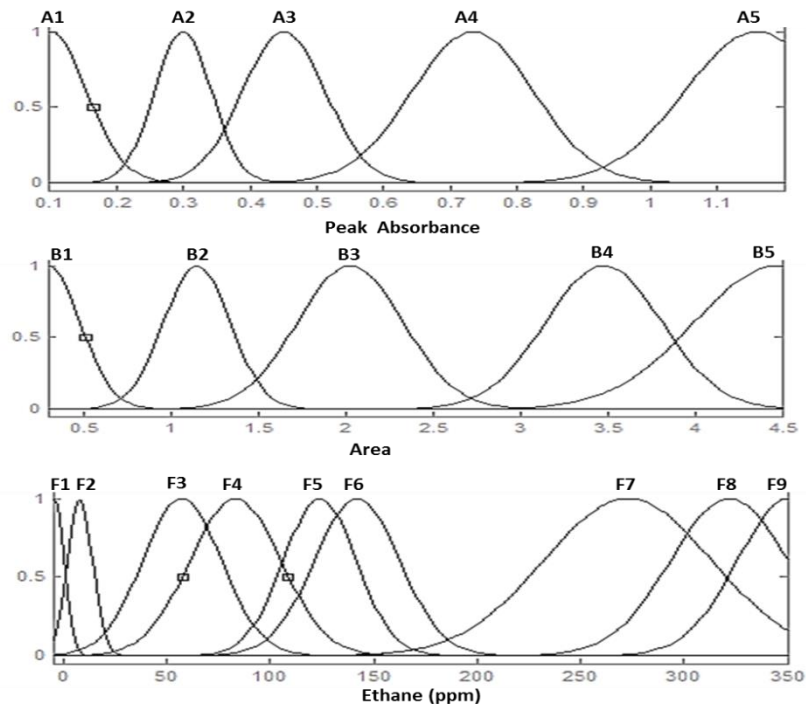 A1 A2 A3 A4 A5
1
0.5
0
0.1 0.2 0.3 0.4 0.5 0.6 0.7 0.8 0.9 1 1.1
Peak Absorbance
B1 B2 B3 B4 B5
1
0.5
0
0.5 1 1.5 2 2.5 3 3.5 4 4.5
Area
F1 F2 F3 F4 F5 F6 F7 F8 F9
1
0.5
0
0 50 100 150 200 250 300 350
Ethane (ppm)